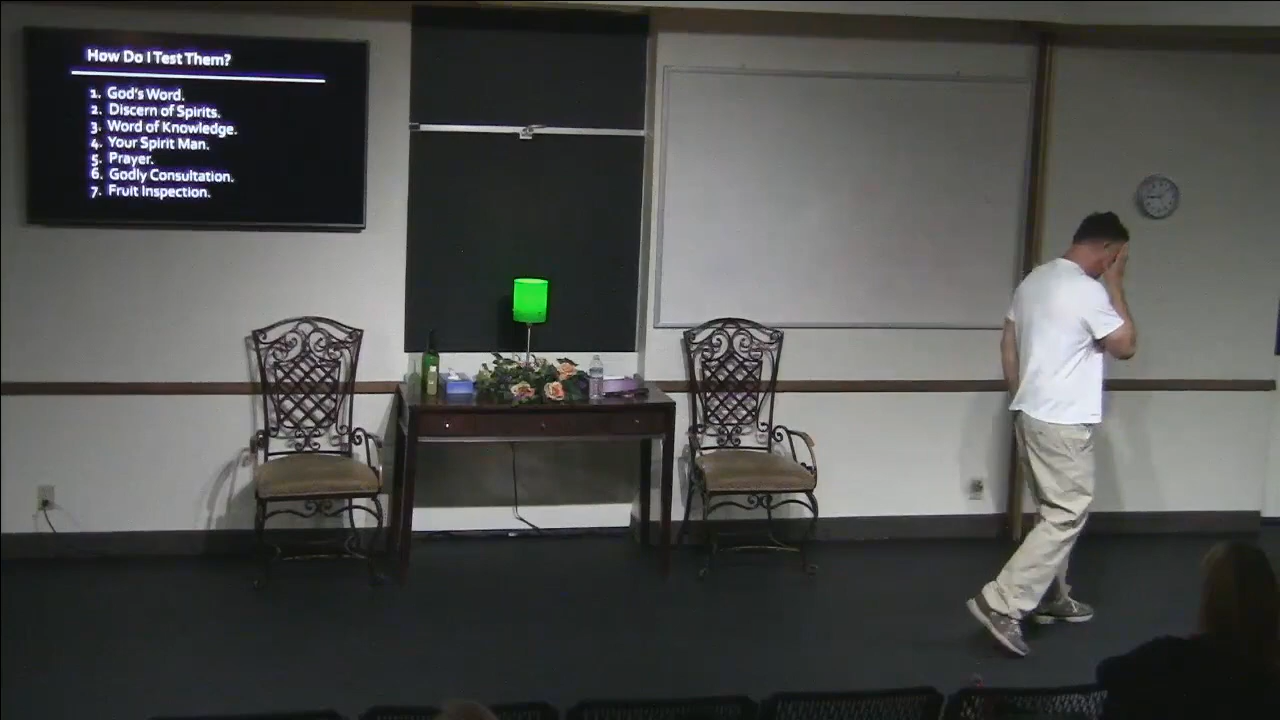 How Do I Test Them?
1. God's Word.
2. Discern of Spirits.
3. Word of Knowledge.
4. Your Spirit Man.
5. Prayer.
6. Godly Consultation.
7. Fruit Inspection.